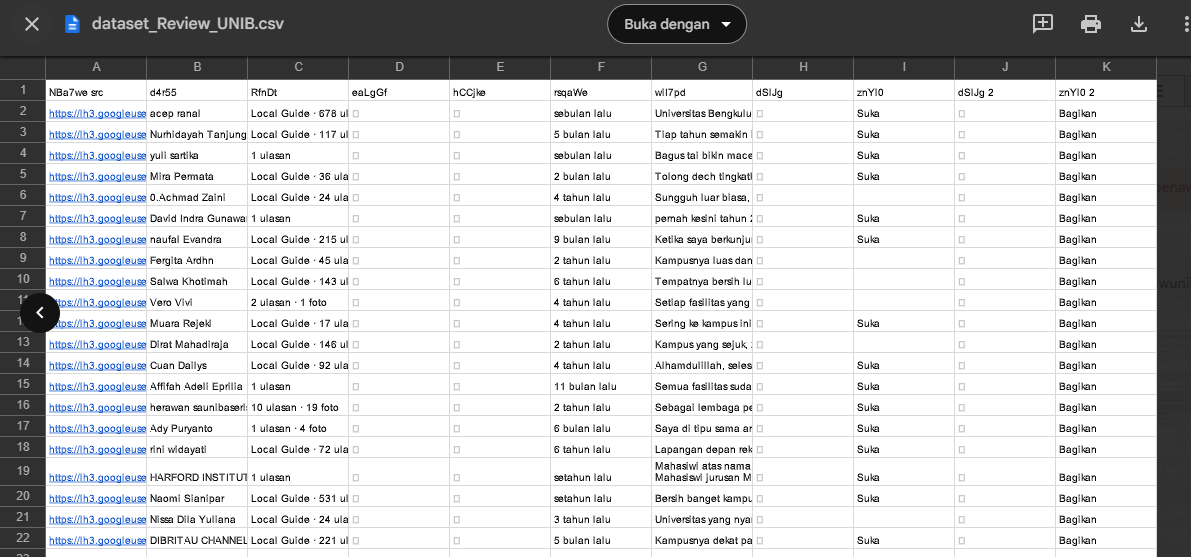 dataset_Review_UNIB.csv Buka dengan
A B C D E F G H I J K
1 NBa7we src d4r55 RfnDt eaLgGf hCCjke rsqaWe wiI7pd dSlJg znYl0 dSlJg 2 znYl0 2
2 https://lh3.googleuse acep ranal Local Guide · 678 ul sebulan lalu Universitas Bengkulu Suka Bagikan
3 https://lh3.googleuse Nurhidayah Tanjung Local Guide · 117 ul 5 bulan lalu Tiap tahun semakin Suka Bagikan
4 https://lh3.googleuse yuli sartika 1 ulasan sebulan lalu Bagus tai bikin mace Suka Bagikan
5 https://lh3.googleuse Mira Permata Local Guide · 36 ula 2 bulan lalu Tolong dech tingkatl Suka Bagikan
6 https://lh3.googleuse 0.Achmad Zaini Local Guide · 24 ula 4 tahun lalu Sungguh luar biasa, Bagikan
7 https://lh3.googleuse David Indra Gunawa 1 ulasan sebulan lalu pernah kesini tahun 2 Suka Bagikan
8 https://lh3.googleuse naufal Evandra Local Guide · 215 ul 9 bulan lalu Ketika saya berkunju Suka Bagikan
9 https://lh3.googleuse Fergita Ardhn Local Guide · 45 ula 2 tahun lalu Kampusnya luas dan Bagikan
10 https://lh3.googleuse Salwa Khotimah Local Guide · 143 ul 6 tahun lalu Tempatnya bersih lu Bagikan
11 https://lh3.googleuse Vero Vivi 2 ulasan · 1 foto 4 tahun lalu Setiap fasilitas yang Bagikan
https://lh3.googleuse Muara Rejeki Local Guide · 17 ula 4 tahun lalu Sering ke kampus ini Suka Bagikan
13 https://lh3.googleuse Dirat Mahadiraja Local Guide · 146 ul 2 tahun lalu Kampus yang sejuk, Bagikan
14 https://lh3.googleuse Cuan Dailys Local Guide · 92 ula 4 tahun lalu Alhamdulillah, seles Suka Bagikan
15 https://lh3.googleuse Affifah Adeli Eprilia 1 ulasan 11 bulan lalu Semua fasilitas suda Bagikan
16 https://lh3.googleuse herawan saunibaseri 10 ulasan · 19 foto 2 tahun lalu Sebagai lembaga pe Suka Bagikan
17 https://lh3.googleuse Ady Puryanto 1 ulasan · 4 foto 6 bulan lalu Saya di tipu sama ar Suka Bagikan
18 https://lh3.googleuse rini widayati Local Guide · 72 ula 6 tahun lalu Lapangan depan rek Suka Bagikan
Mahasiwi atas nama
19 https://lh3.googleuse HARFORD INSTITUT 1 ulasan setahun lalu Mahasiswi jurusan M Suka Bagikan
20 https://lh3.googleuse Naomi Sianipar Local Guide · 531 ul setahun lalu Bersih banget kampu Suka Bagikan
21 https://lh3.googleuse Nissa Dila Yuliana Local Guide · 24 ula 3 tahun lalu Universitas yang nya Bagikan
22 https://lh3.googleuse DIBRITAU CHANNEL Local Guide · 221 ul 5 bulan lalu Kampusnya dekat pa Suka Bagikan